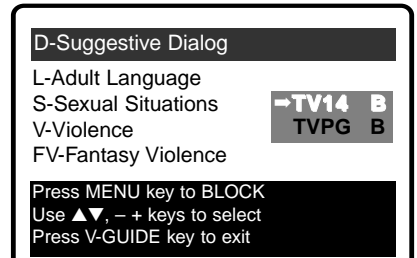 D-Suggestive Dialog
L-Adult Language
S-Sexual Situations
➡TV14 B
V-Violence
TVPG B
FV-Fantasy Violence
Press MENU key to BLOCK
Use ▲▼, – + keys to select
Press V-GUIDE key to exit